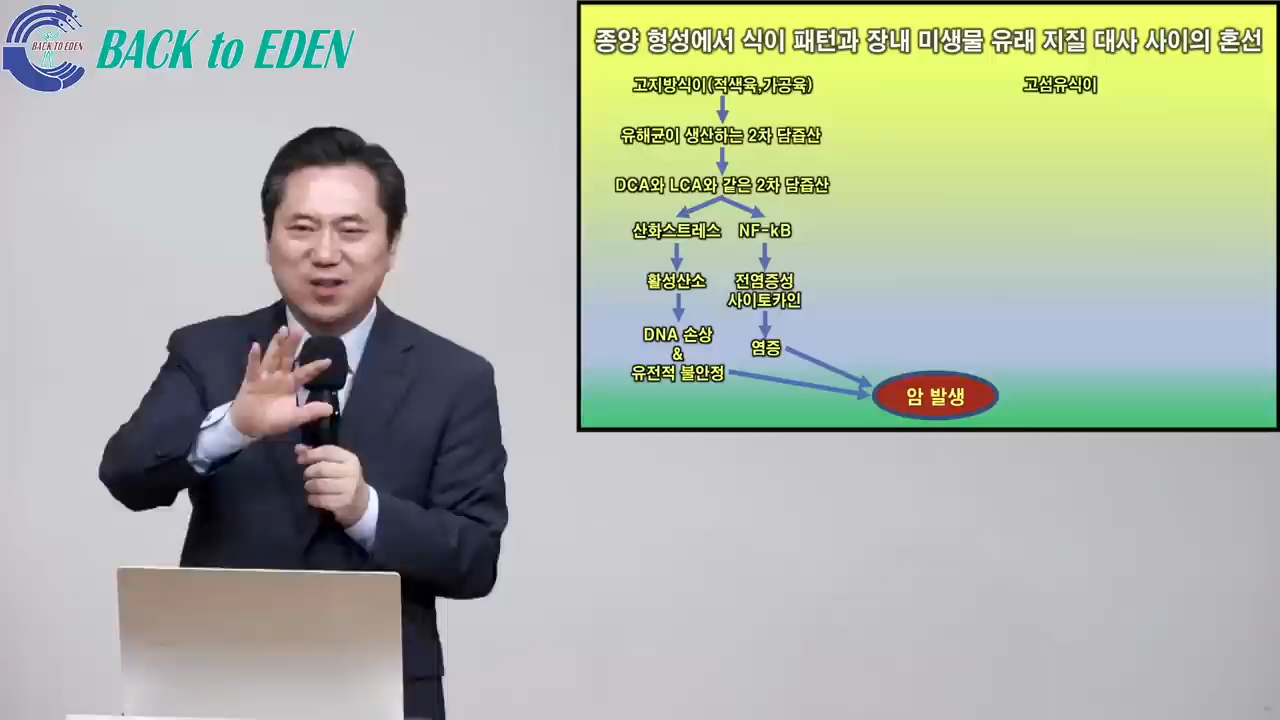 BACK TO EDEN
BACK to EDEN
종양 형성에서 식이 패턴과 장내 미생물 유래 지질 대사 사이의 혼선
고지방식이(적색육,가공육)
고섬유식이
유해균이 생산하는 2차 담즙산
DCA와 LCA와 같은 2차 담즙산
산화스트레스
NF-kB
활성산소
전염증성
사이토카인
DNA 손상
&
유전적 불안정
염증
암 발생